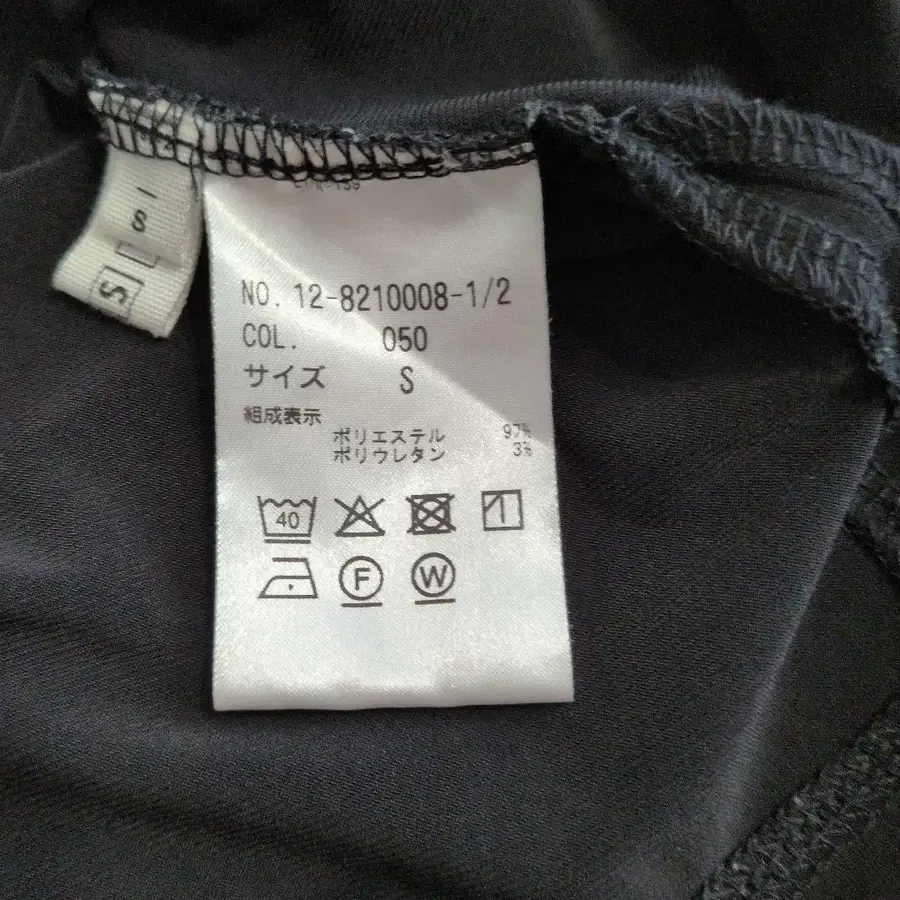 S
S
NO. 12-8210008-1/2
COL. 050
サイズ S
組成表示
ポリエステル 97%
ポリウレタン 3%
40
F W